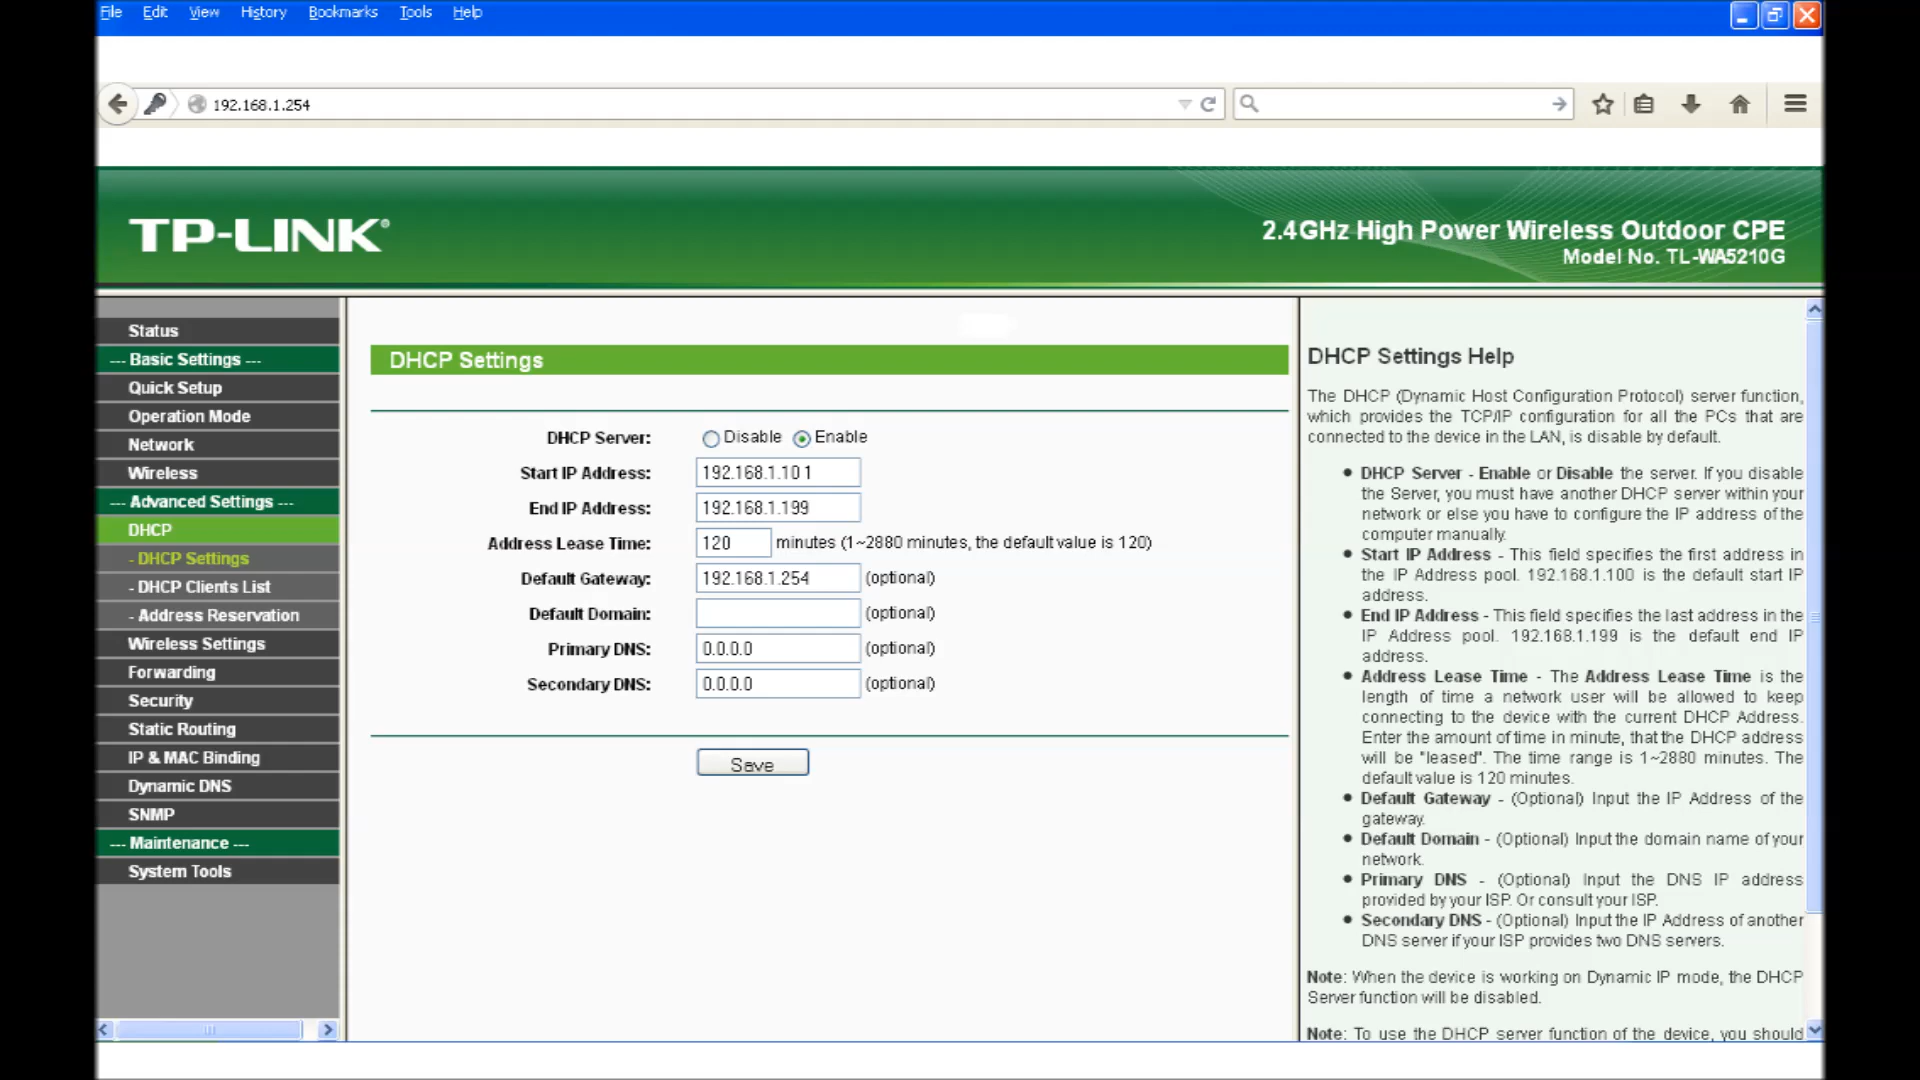 File Edit View History Bookmarks Tools Help
192.168.1.254
TP-LINK®
2.4GHz High Power Wireless Outdoor CPE
Model No. TL-WA5210G
Status
--- Basic Settings ---
Quick Setup
Operation Mode
Network
Wireless
--- Advanced Settings ---
DHCP
- DHCP Settings
- DHCP Clients List
- Address Reservation
Wireless Settings
Forwarding
Security
Static Routing
IP & MAC Binding
Dynamic DNS
SNMP
--- Maintenance ---
System Tools
DHCP Settings
DHCP Server: Disable Enable
Start IP Address: 192.168.1.101
End IP Address: 192.168.1.199
Address Lease Time: 120 minutes (1~2880 minutes, the default value is 120)
Default Gateway: 192.168.1.254 (optional)
Default Domain: (optional)
Primary DNS: 0.0.0.0 (optional)
Secondary DNS: 0.0.0.0 (optional)
Save
DHCP Settings Help
The DHCP (Dynamic Host Configuration Protocol) server function,
which provides the TCP/IP configuration for all the PCs that are
connected to the device in the LAN, is disable by default.
● DHCP Server - Enable or Disable the server. If you disable
the Server, you must have another DHCP server within your
network or else you have to configure the IP address of the
computer manually.
● Start IP Address - This field specifies the first address in
the IP Address pool. 192.168.1.100 is the default start IP
address.
● End IP Address - This field specifies the last address in the
IP Address pool. 192.168.1.199 is the default end IP
address.
● Address Lease Time - The Address Lease Time is the
length of time a network user will be allowed to keep
connecting to the device with the current DHCP Address.
Enter the amount of time in minute, that the DHCP address
will be "leased". The time range is 1~2880 minutes. The
default value is 120 minutes.
● Default Gateway - (Optional) Input the IP Address of the
gateway.
● Default Domain - (Optional) Input the domain name of your
network.
● Primary DNS - (Optional) Input the DNS IP address
provided by your ISP. Or consult your ISP.
● Secondary DNS - (Optional) Input the IP Address of another
DNS server if your ISP provides two DNS servers.
Note: When the device is working on Dynamic IP mode, the DHCP
Server function will be disabled.
Note: To use the DHCP server function of the device, you should